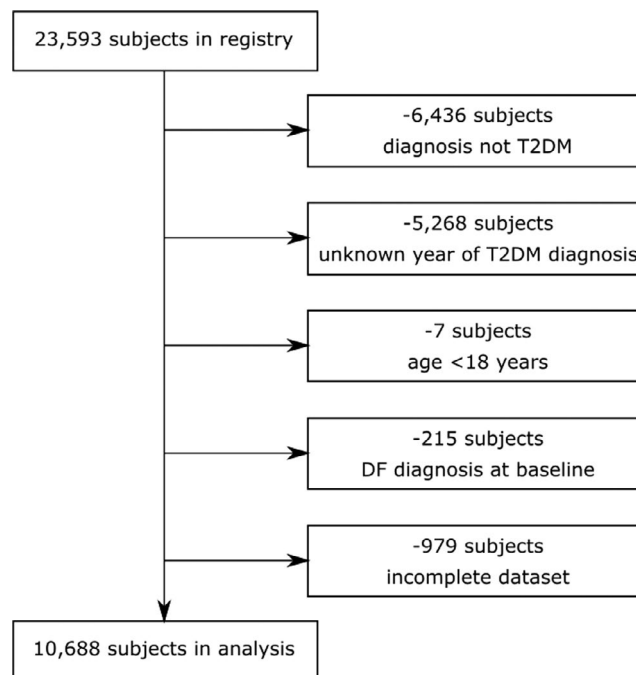 23,593 subjects in registry
-6,436 subjects
diagnosis not T2DM
-5,268 subjects
unknown year of T2DM diagnosis
-7 subjects
age <18 years
-215 subjects
DF diagnosis at baseline
-979 subjects
incomplete dataset
10,688 subjects in analysis